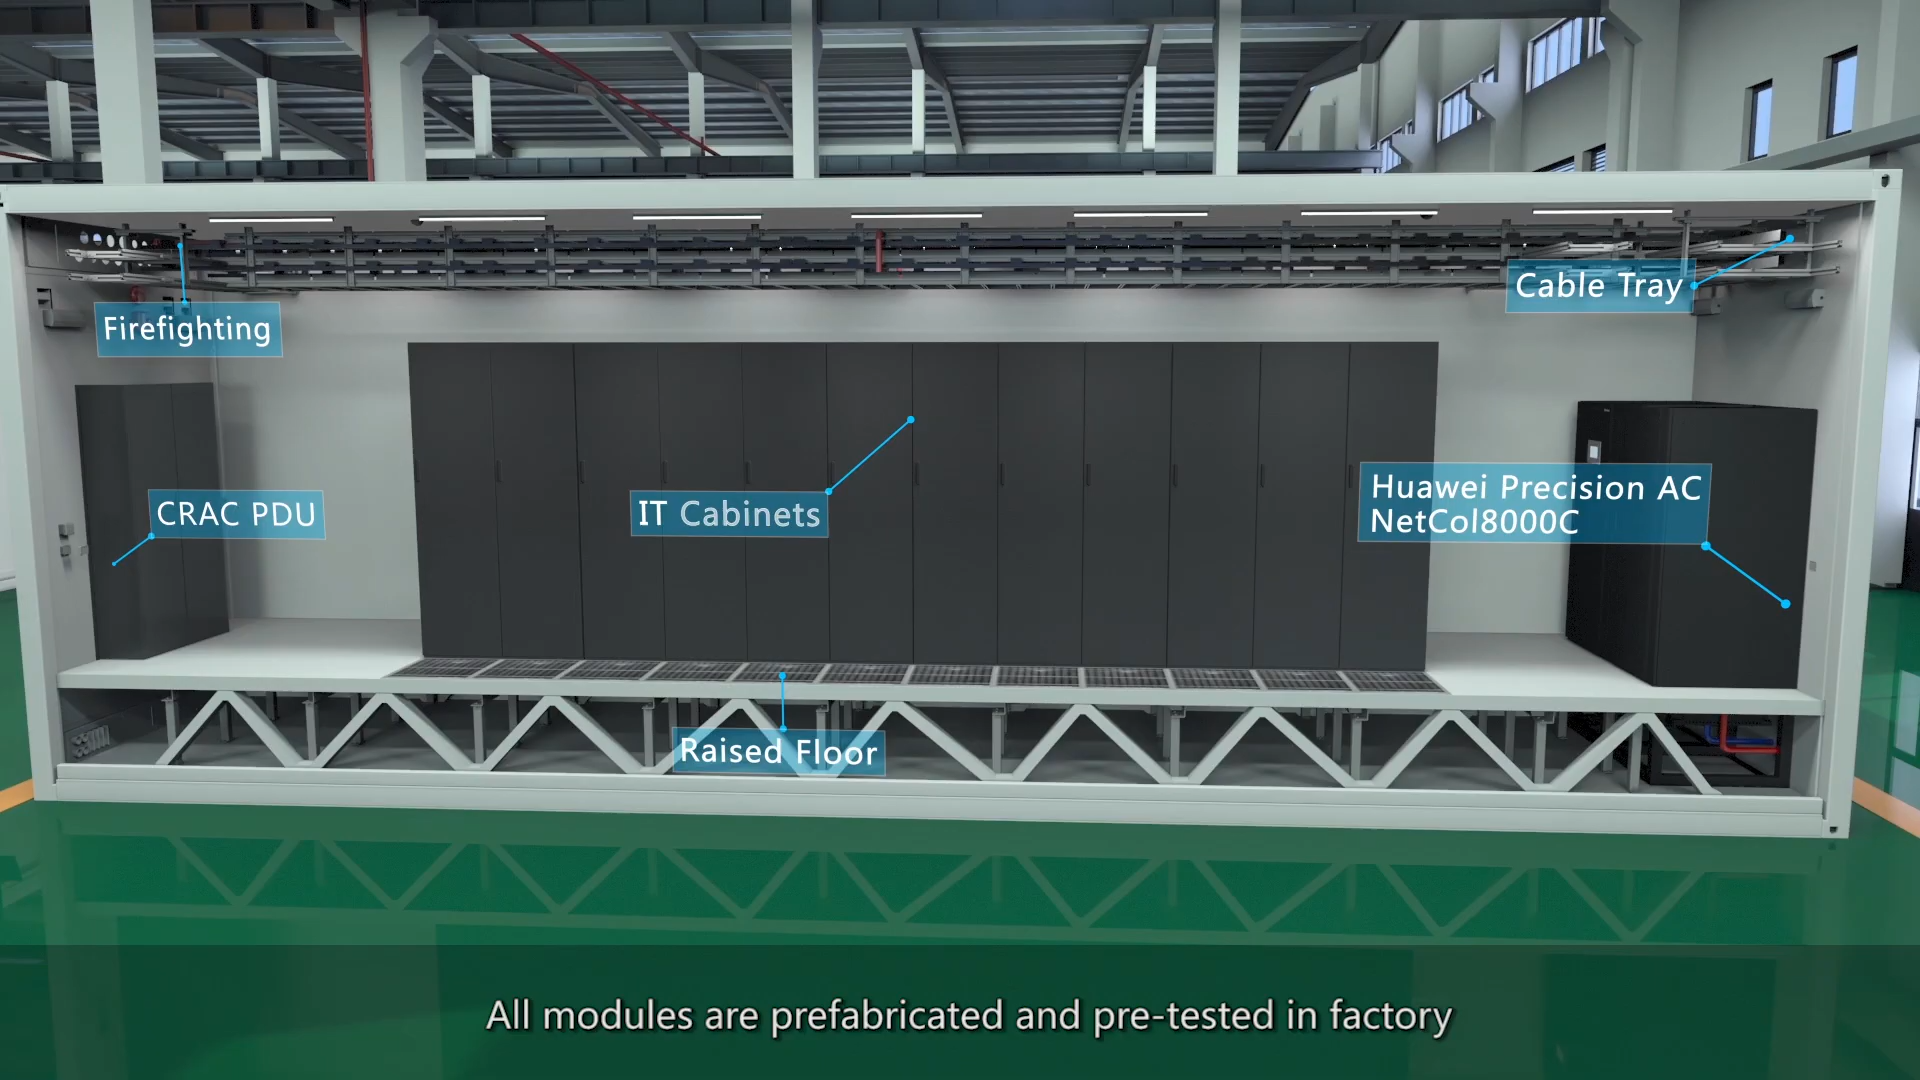 Cable Tray
Firefighting
Huawei Precision AC
NetCol8000C
CRAC PDU
IT Cabinets
Raised Floor
All modules are prefabricated and pre-tested in factory